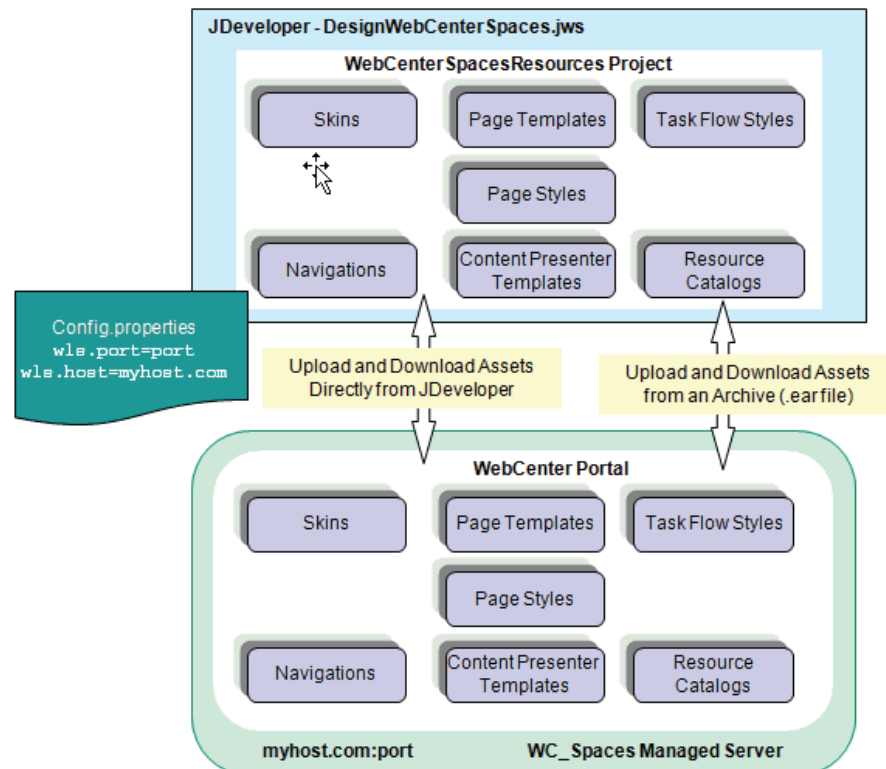 JDeveloper - DesignWebCenterSpaces.jws
WebCenterSpacesResources Project
Skins
Page Templates
Task Flow Styles
Page Styles
Navigations
Content Presenter
Templates
Resource
Catalogs
Config.properties
wls.port=port
wls.host=myhost.com
Upload and Download Assets
Directly from JDeveloper
Upload and Download Assets
from an Archive (.ear file)
WebCenter Portal
Skins
Page Templates
Task Flow Styles
Page Styles
Navigations
Content Presenter
Templates
Resource
Catalogs
myhost.com:port
WC_Spaces Managed Server